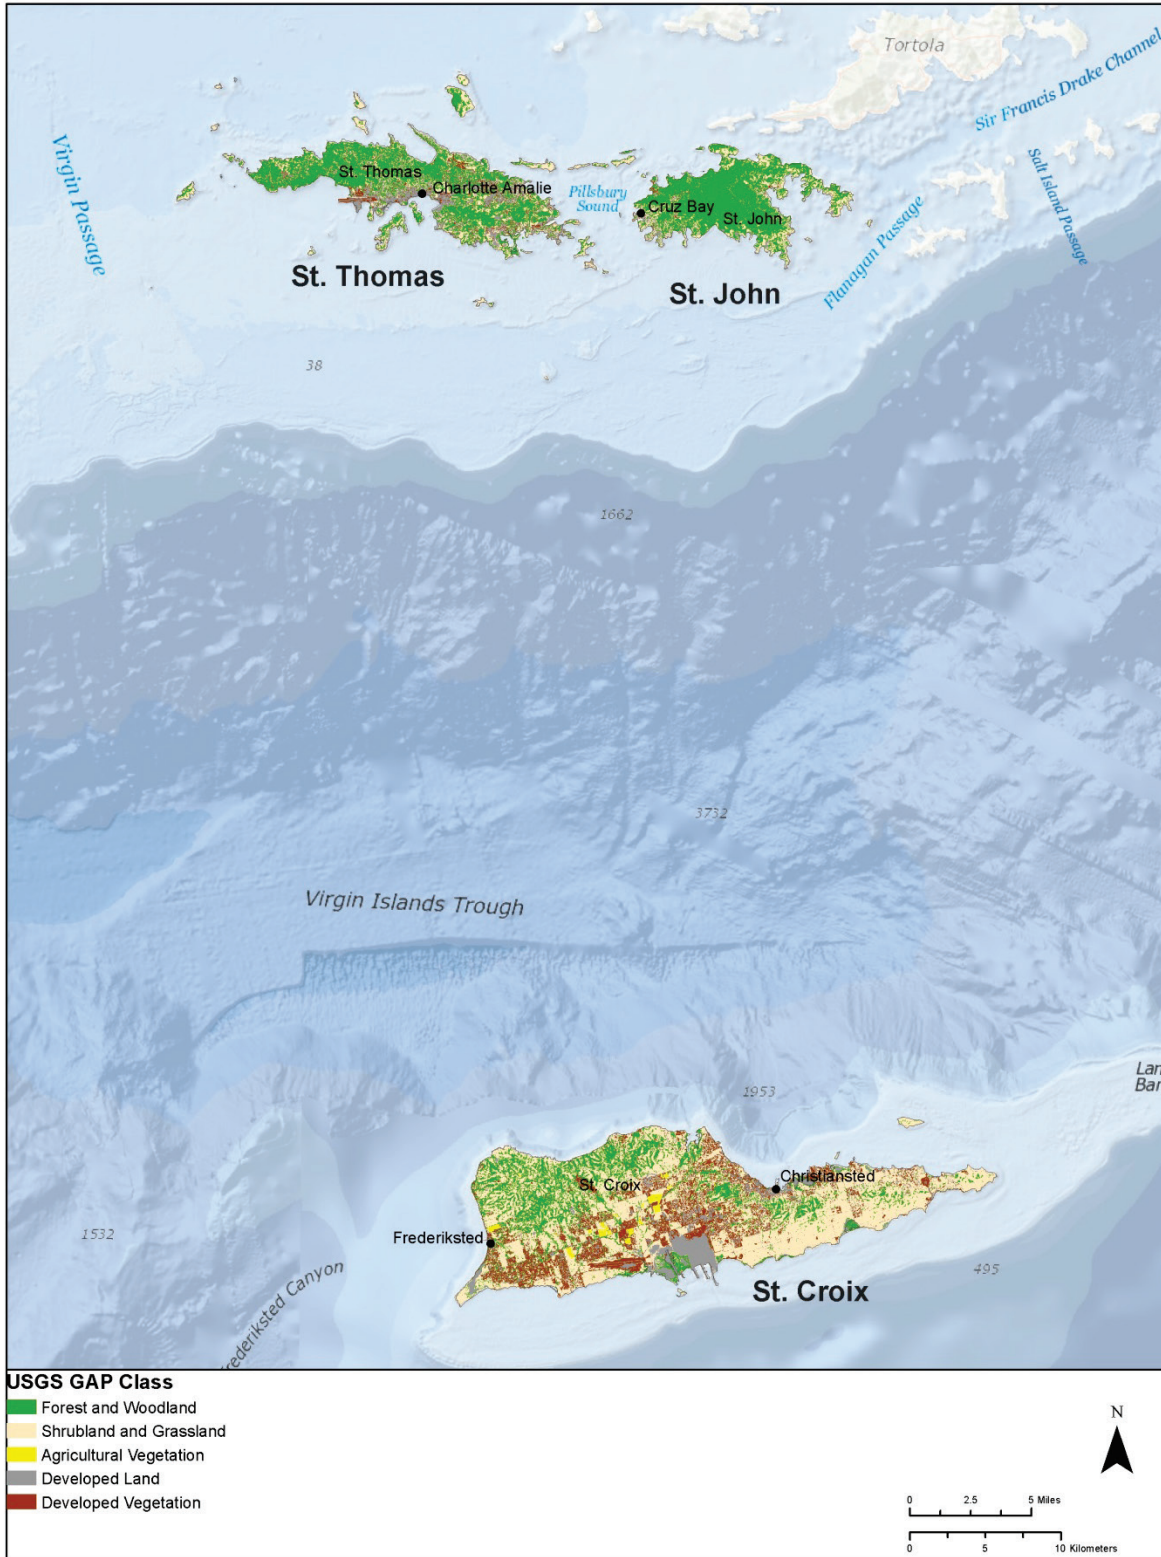 Tortola
Sir Francis Drake Channel
Virgin Passage
Salt Island Passage
St. Thomas
Charlotte Amalie
Pillsbury
Sound
Cruz Bay
St. John
Flanagan Passage
St. Thomas
St. John
38
1662
3732
Virgin Islands Trough
Lan
Bar
1953
Christiansted
St. Croix
Frederiksted
1532
495
St. Croix
Frederiksted Canyon
USGS GAP Class
Forest and Woodland
Shrubland and Grassland
Agricultural Vegetation
Developed Land
Developed Vegetation
N
0 2.5 5 Miles
0 5 10 Kilometers